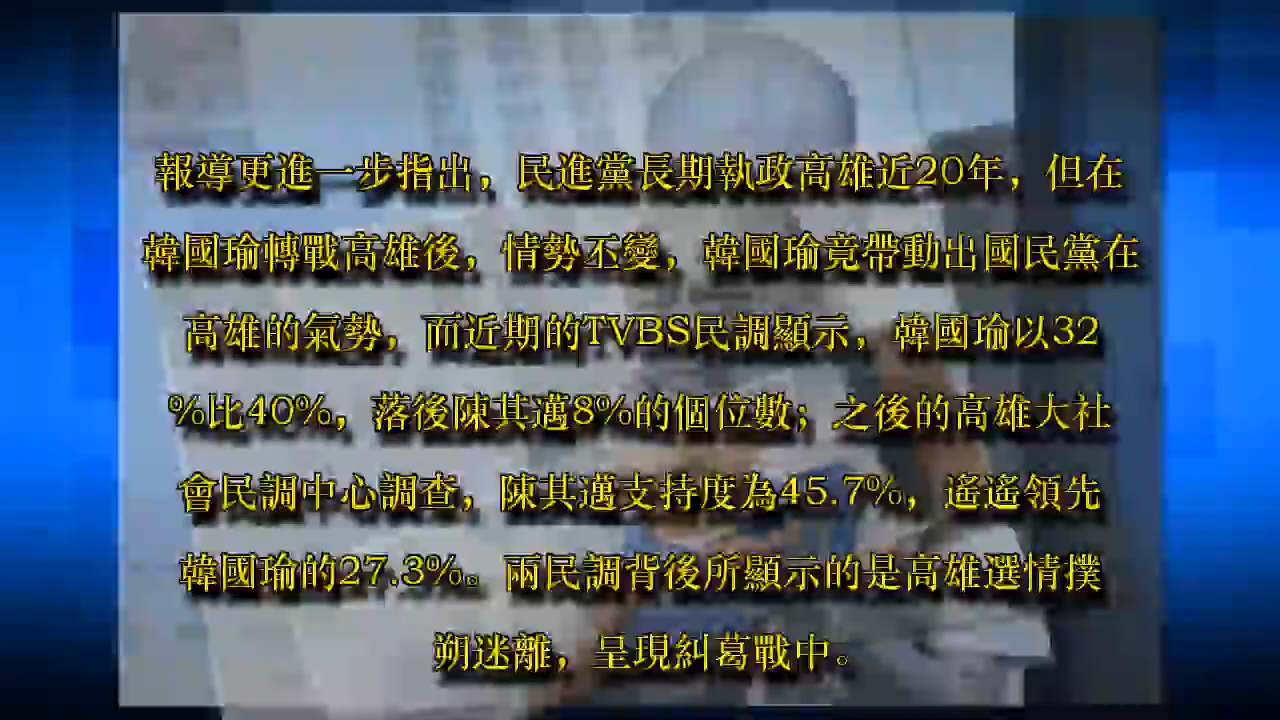 報導更進一步指出，民進黨長期執政高雄近20年，但在
韓國瑜轉戰高雄後，情勢丕變，韓國瑜竟帶動出國民黨在
高雄的氣勢，而近期的TVBS民調顯示，韓國瑜以32
%比40%，落後陳其邁8%的個位數；之後的高雄大社
會民調中心調查，陳其邁支持度為45.7%，遙遙領先
韓國瑜的27.3%。兩民調背後所顯示的是高雄選情撲
朔迷離，呈現糾葛戰中。